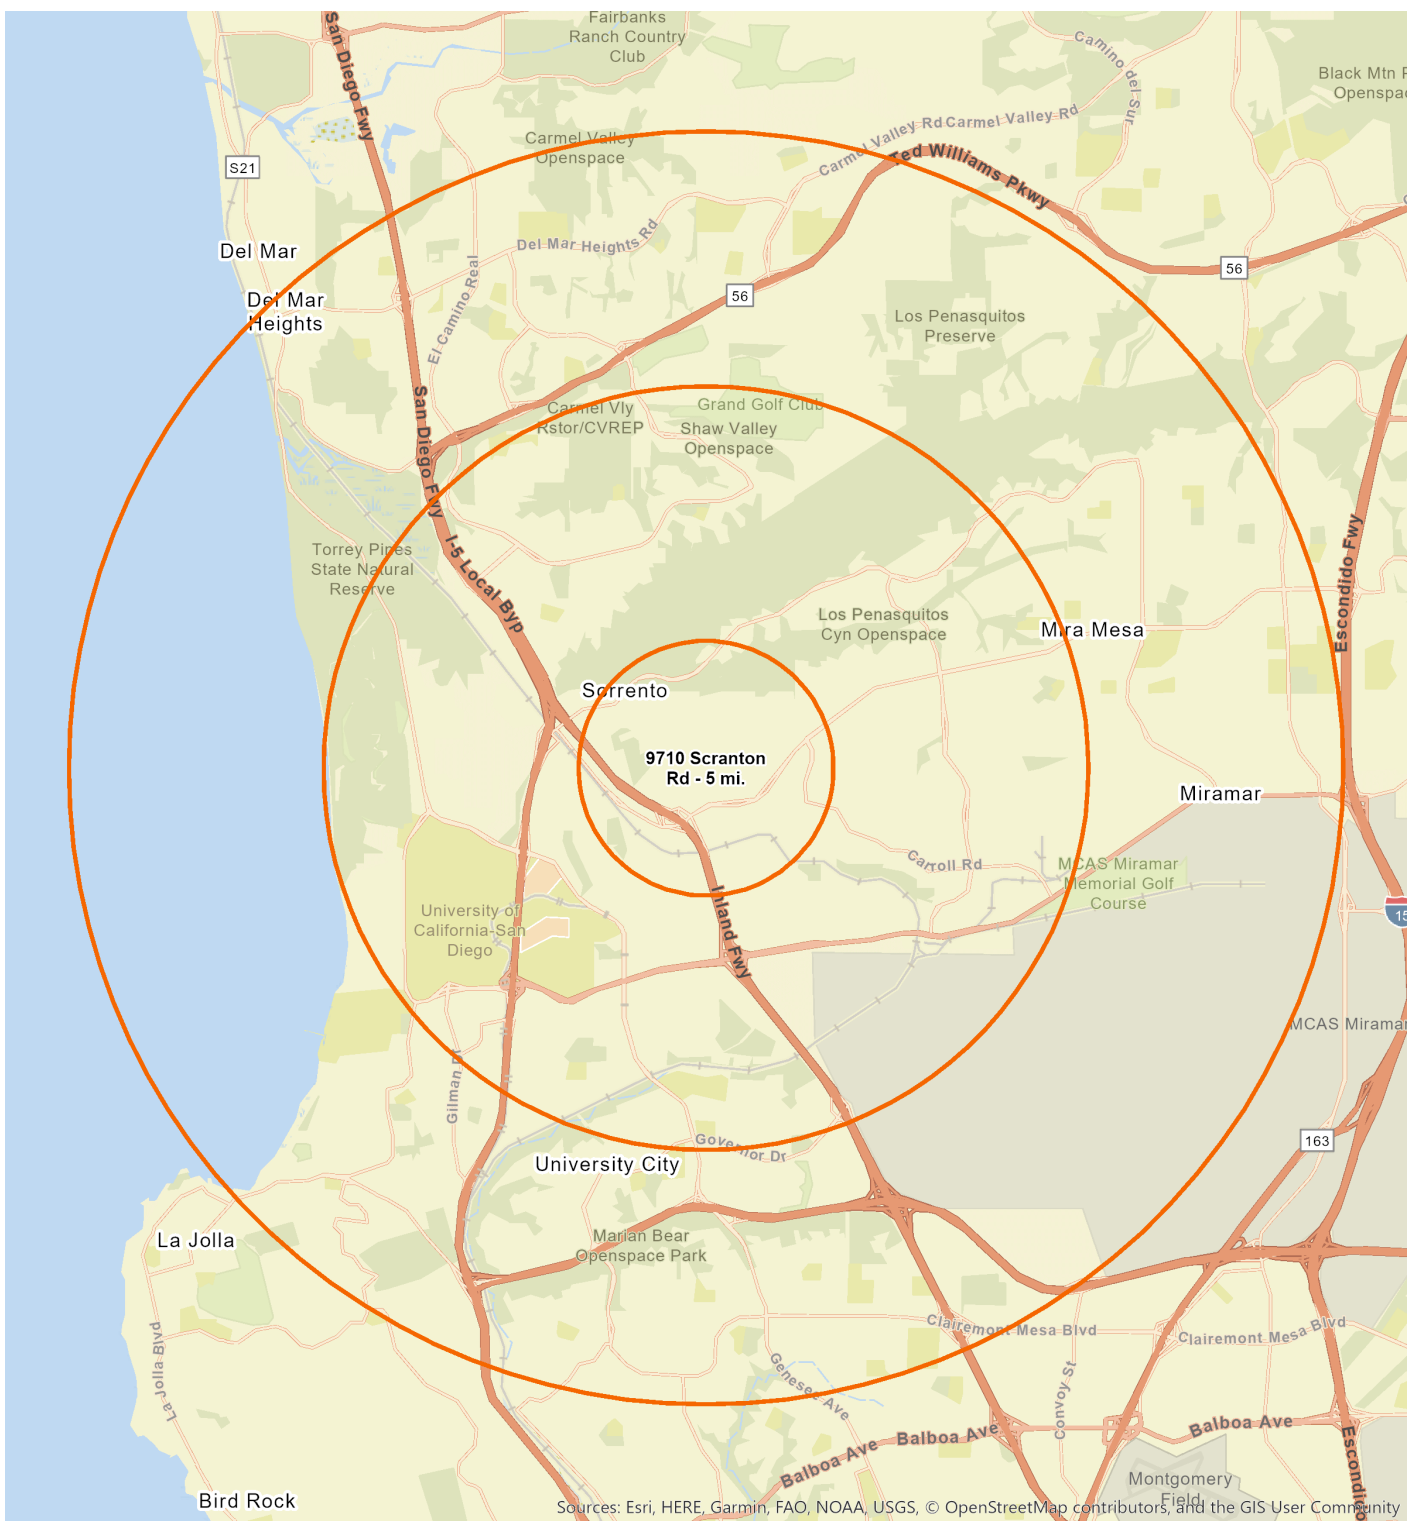 Fairbanks
Ranch Country
Club
San Diego Fwy
Camino del Sur
Black Mtn
Openspac
Carmel Valley Rd
Carmel Valley Rd
Carmel Valley
Openspace
S21
Ted Williams Pkwy
Del Mar
Del Mar Heights Rd
56
56
Del Mar
Heights
El Camino Real
Los Penasquitos
Preserve
San Diego Fwy
Carmel Vly
Rstor/CVREP
Grand Golf Club
Shaw Valley
Openspace
Torrey Pines
State Natural
Reserve
I-5 Local Byp
Escondido Fwy
Los Penasquitos
Cyn Openspace
Mira Mesa
Sorrento
9710 Scranton
Rd - 5 mi.
Miramar
Carroll Rd
MCAS Miramar
Memorial Golf
Course
University of
California-San
Diego
Inland Fwy
15
MCAS Miramar
Gilman Dr
Governor Dr
163
University City
La Jolla
Marian Bear
Openspace Park
Clairemont Mesa Blvd
Clairemont Mesa Blvd
La Jolla Blvd
Genesee Ave
Convoy St
Balboa Ave
Balboa Ave
Balboa Ave
Escondido
Montgomery
Field
Bird Rock
Sources: Esri, HERE, Garmin, FAO, NOAA, USGS, © OpenStreetMap contributors, and the GIS User Community